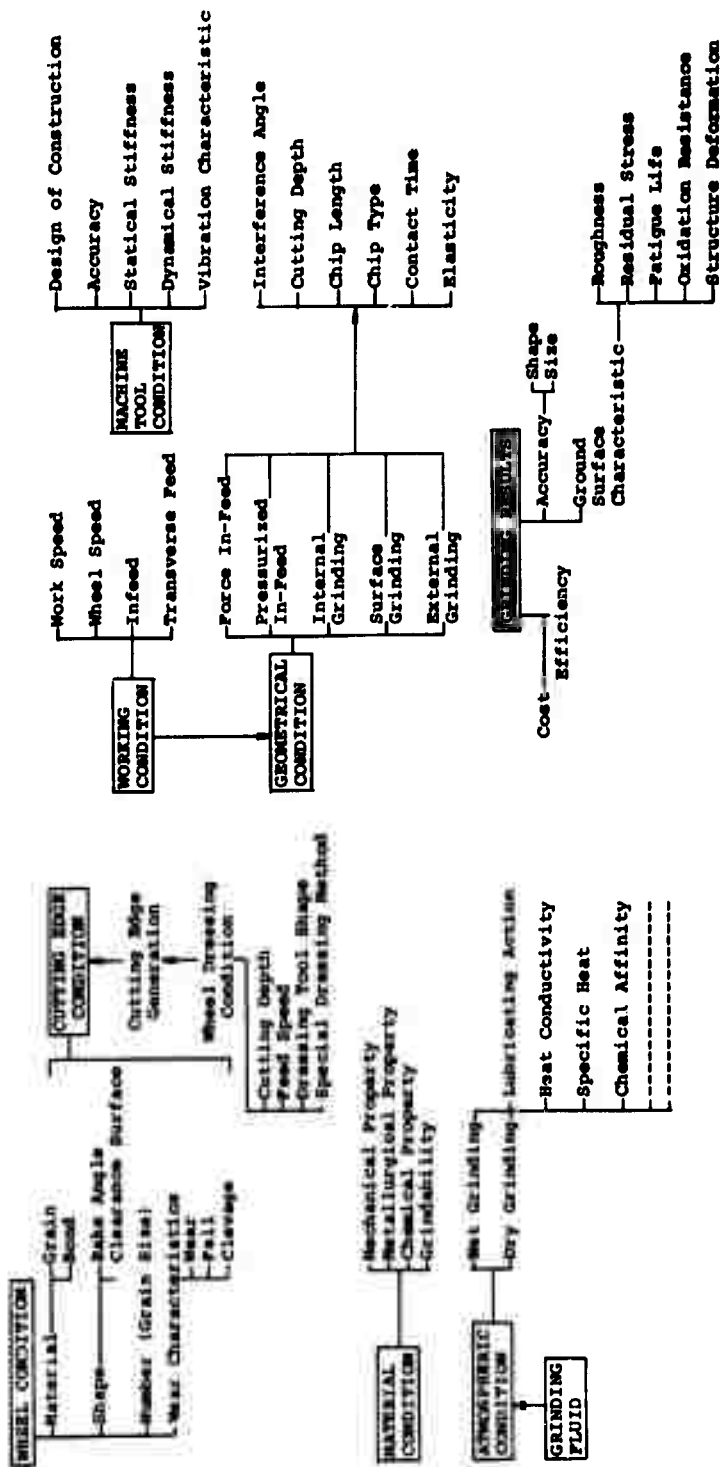 WHEEL CONDITION
Material
Grain
Bond
Shape
Rake Angle
Clearance Surface
Number (Grain Size)
Wear Characteristics
Wear
Fall
Clevage
CUTTING EDGE
CONDITION
Cutting Edge
Generation
Wheel Dressing
Condition
Cutting Depth
Feed Speed
Dressing Tool Shape
Special Dressing Method
MATERIAL
CONDITION
Mechanical Property
Metallurgical Property
Chemical Property
Grindability
ATMOSPHERIC
CONDITION
Wet Grinding
Dry Grinding
Lubricating Action
Heat Conductivity
Specific Heat
Chemical Affinity
GRINDING
FLUID
WORKING
CONDITION
Work Speed
Wheel Speed
Infeed
Transverse Feed
MACHINE
TOOL
CONDITION
Design of Construction
Accuracy
Statical Stiffness
Dynamical Stiffness
Vibration Characteristic
GEOMETRICAL
CONDITION
Force In-Feed
Pressurized
In-Feed
Internal
Grinding
Surface
Grinding
External
Grinding
Interference Angle
Cutting Depth
Chip Length
Chip Type
Contact Time
Elasticity
GRINDING RESULTS
Cost
Efficiency
Accuracy
Shape
Size
Ground
Surface
Characteristic
Roughness
Residual Stress
Fatigue Life
Oxidation Resistance
Structure Deformation